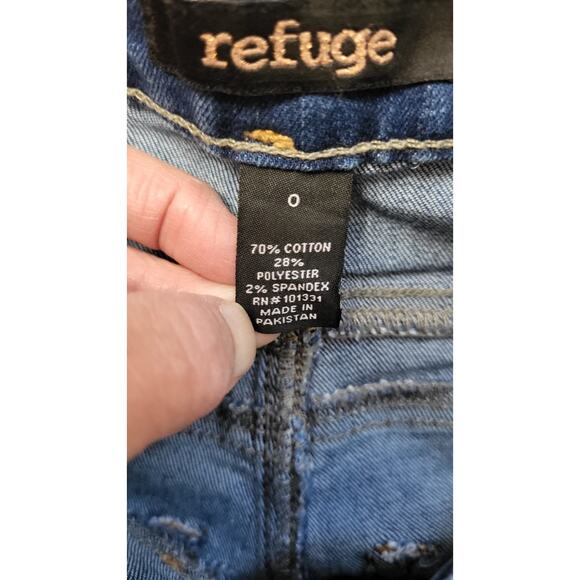 refuge
0
70% COTTON
28%
POLYESTER
2% SPANDEX
RN# 101331
MADE IN
PAKISTAN